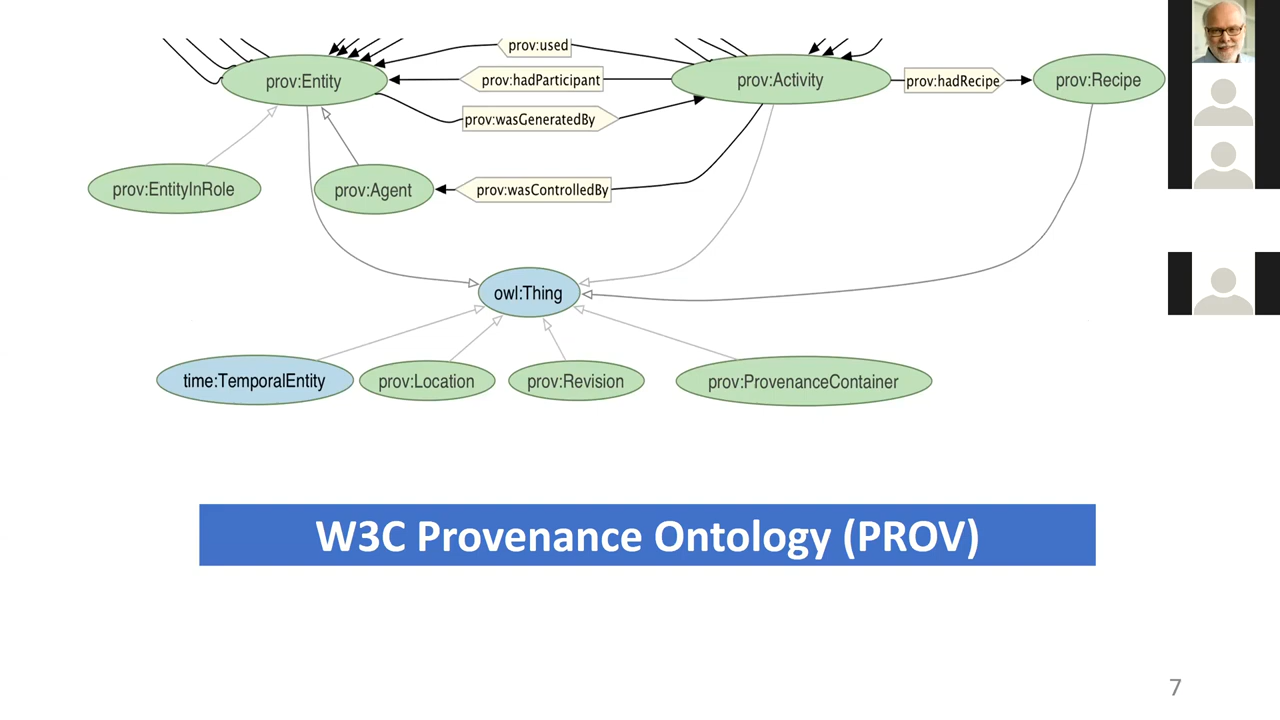 prov:used
prov:Entity
prov:hadParticipant
prov:Activity
prov:hadRecipe
prov:Recipe
prov:wasGeneratedBy
prov:EntityInRole
prov:Agent
prov:wasControlledBy
owl:Thing
time:TemporalEntity
prov:Location
prov:Revision
prov:ProvenanceContainer
W3C Provenance Ontology (PROV)
7